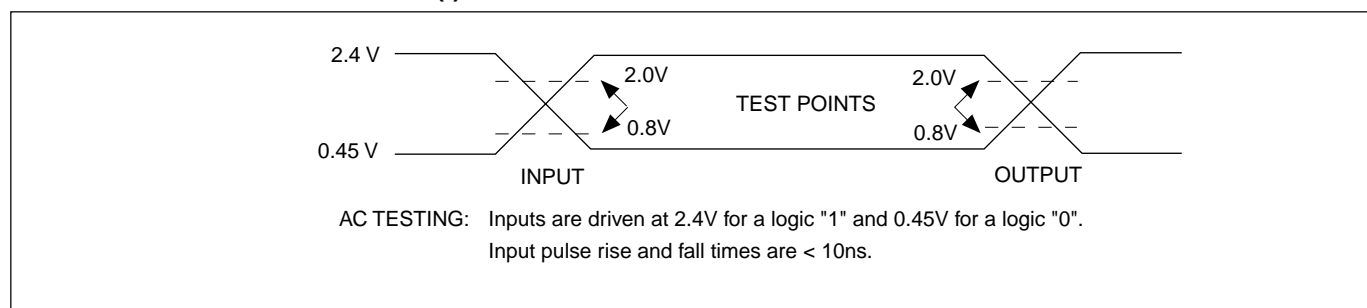 (I)
2.4 V
2.0V
2.0V
TEST POINTS
0.8V
0.8V
0.45 V
INPUT
OUTPUT
AC TESTING: Inputs are driven at 2.4V for a logic "1" and 0.45V for a logic "0".
Input pulse rise and fall times are < 10ns.